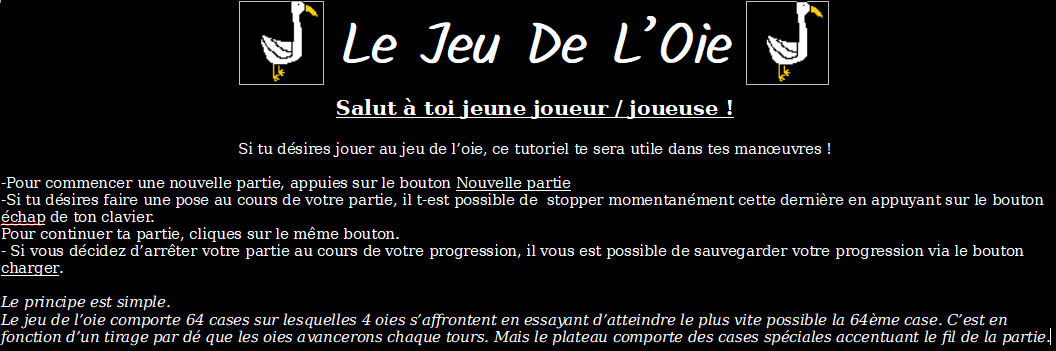 Le Jeu De L’Oie
Salut à toi jeune joueur / joueuse !
Si tu désires jouer au jeu de l’oie, ce tutoriel te sera utile dans tes manœuvres !
-Pour commencer une nouvelle partie, appuies sur le bouton Nouvelle partie
-Si tu désires faire une pose au cours de votre partie, il t-est possible de  stopper momentanément cette dernière en appuyant sur le bouton
échap de ton clavier.
Pour continuer ta partie, cliques sur le même bouton.
- Si vous décidez d’arrêter votre partie au cours de votre progression, il vous est possible de sauvegarder votre progression via le bouton
charger.
Le principe est simple.
Le jeu de l’oie comporte 64 cases sur lesquelles 4 oies s’affrontent en essayant d’atteindre le plus vite possible la 64ème case. C’est en
fonction d’un tirage par dé que les oies avancerons chaque tours. Mais le plateau comporte des cases spéciales accentuant le fil de la partie.